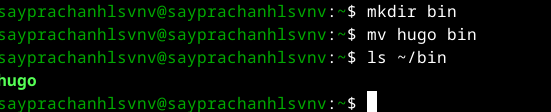 sayprachanhlsvnv@sayprachanhlsvnv:~$ mkdir bin
sayprachanhlsvnv@sayprachanhlsvnv:~$ mv hugo bin
sayprachanhlsvnv@sayprachanhlsvnv:~$ ls ~/bin
hugo
sayprachanhlsvnv@sayprachanhlsvnv:~$